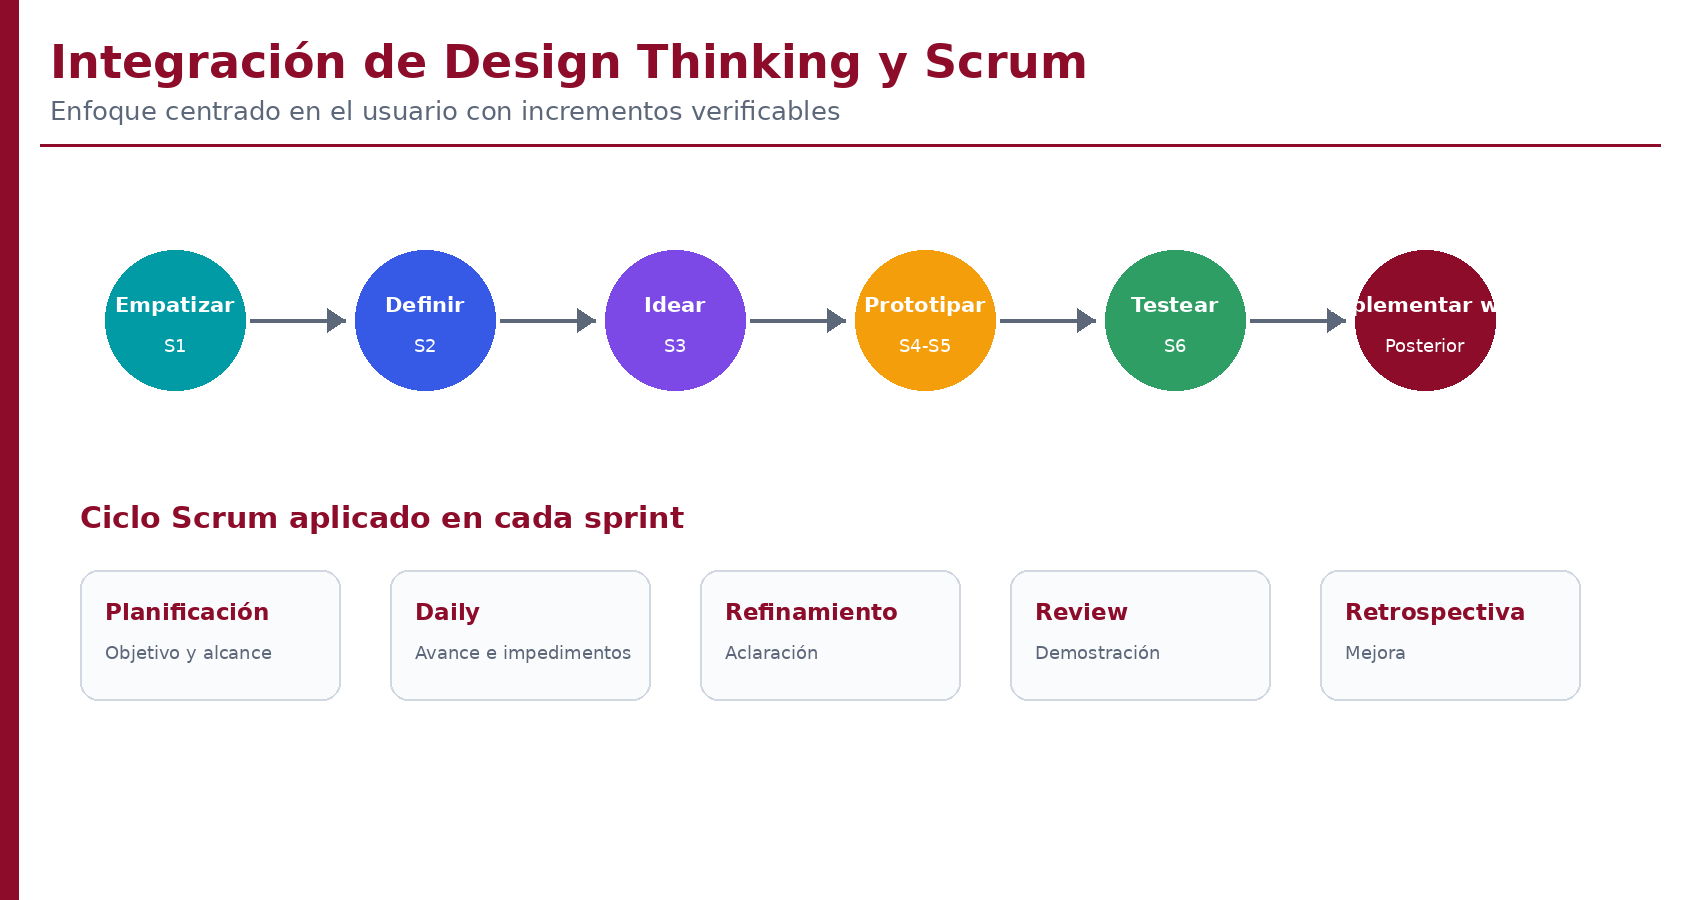 Integración de Design Thinking y Scrum
Enfoque centrado en el usuario con incrementos verificables
Empatizar
S1
Definir
S2
Idear
S3
Prototipar
S4-S5
Testear
S6
plementar w
Posterior
Ciclo Scrum aplicado en cada sprint
Planificación
Objetivo y alcance
Daily
Avance e impedimentos
Refinamiento
Aclaración
Review
Demostración
Retrospectiva
Mejora